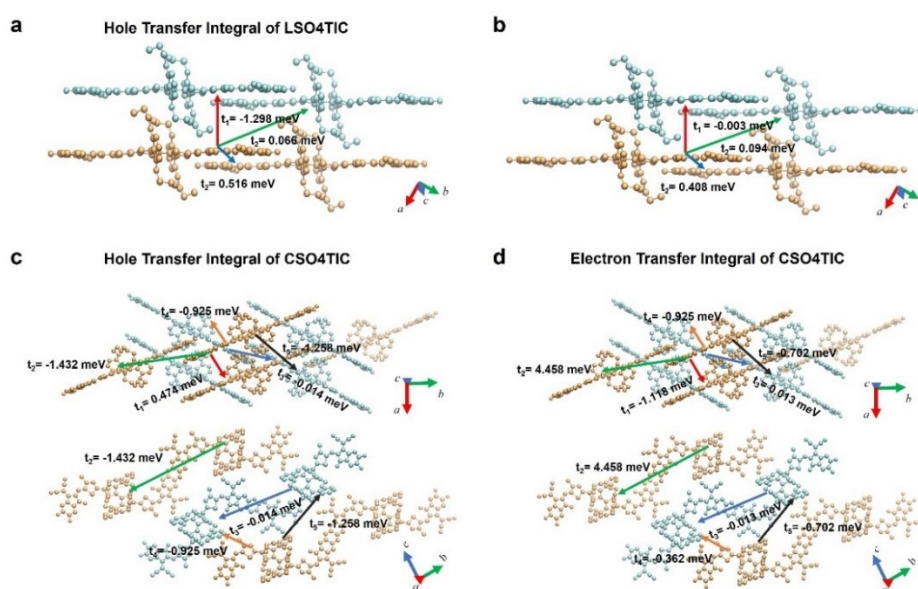 a
Hole Transfer Integral of LSO4TIC
t₁= -1.298 meV
t₂= 0.066 meV
t₂= 0.516 meV
a
c
b
b
t₁= -0.003 meV
t₂= 0.094 meV
t₃= 0.408 meV
a
c
c
Hole Transfer Integral of CSO4TIC
t₄= -0.925 meV
t₂= -1.432 meV
-1.258 meV
t₁= 0.474 meV
-0.014 meV
c
b
a
t₂= -1.432 meV
t₃= -0.014 meV
t₅= -1.258 meV
t₄= -0.925 meV
c
b
a
d
Electron Transfer Integral of CSO4TIC
t₄= -0.925 meV
t₂= 4.458 meV
-0.702 meV
t₁= -1.118 meV
0.013 meV
c
b
a
t₂= 4.458 meV
t₃= -0.013 meV
t₅= -0.702 meV
t₄= -0.362 meV
c
b